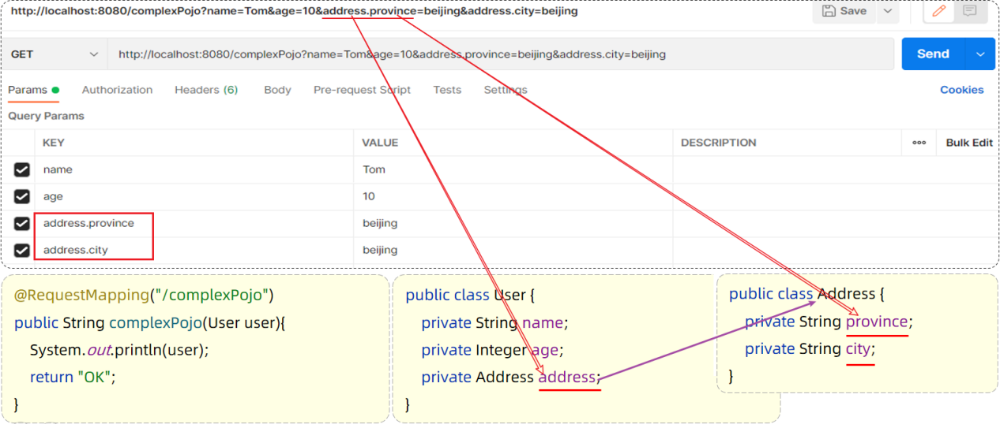 http://localhost:8080/complexPojo?name=Tom&age=10&address.province=beijing&address.city=beijing
Save
GET
http://localhost:8080/complexPojo?name=Tom&age=10&address.province=beijing&address.city=beijing
Send
Params Authorization Headers (6) Body Pre-request Script Tests Settings Cookies
Query Params
KEY VALUE DESCRIPTION ooo Bulk Edit
name Tom
age 10
address.province beijing
address.city beijing
@RequestMapping("/complexPojo")
public String complexPojo(User user){
System.out.println(user);
return "OK";
}
public class User {
private String name;
private Integer age;
private Address address;
}
public class Address {
private String province;
private String city;
}